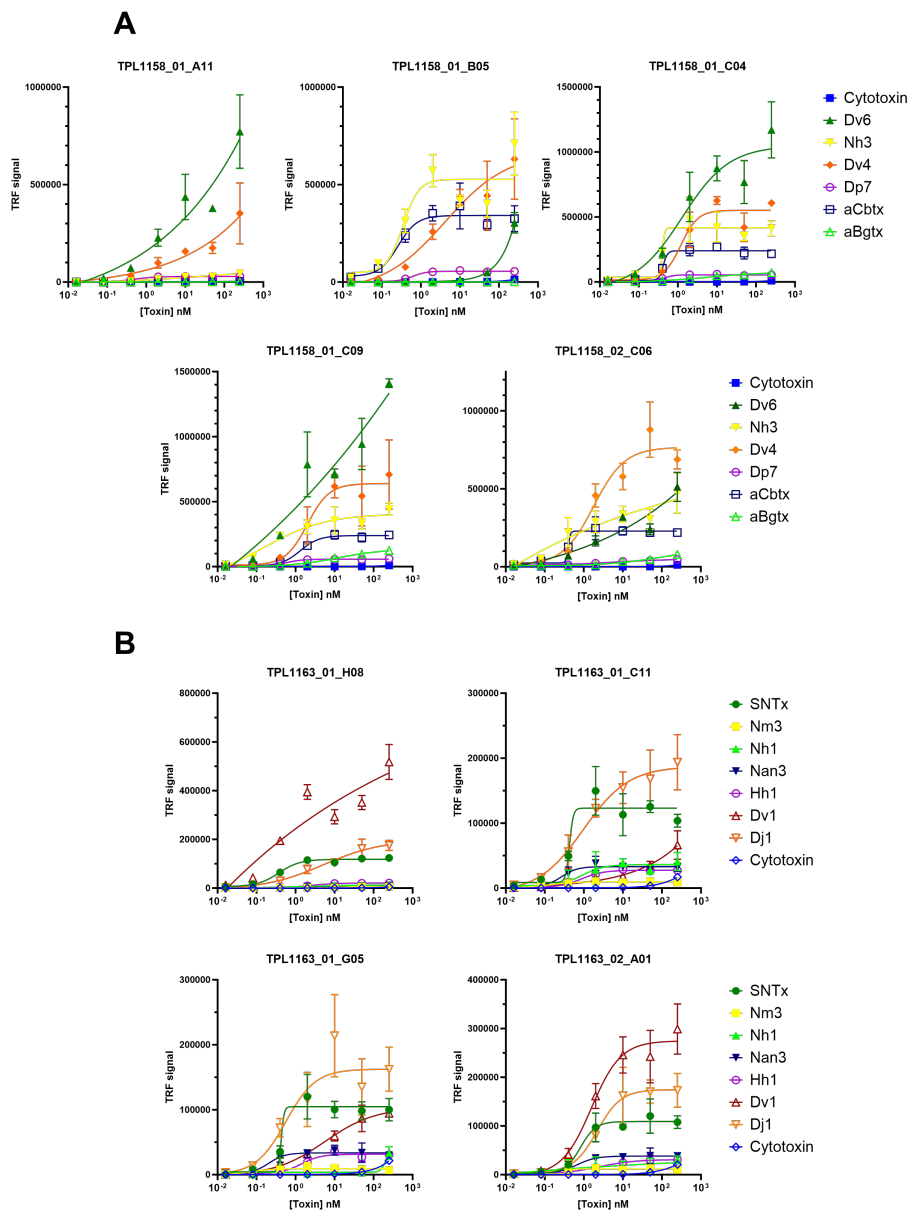 A
TPL1158_01_A11
TRF signal
1000000
500000
0
10-2
10-1
100
101
102
103
[Toxin] nM
TPL1158_01_B05
TRF signal
1000000
500000
0
10-2
10-1
100
101
102
103
[Toxin] nM
TPL1158_01_C04
TRF signal
1500000
1000000
500000
0
10-2
10-1
100
101
102
103
[Toxin] nM
Cytotoxin
Dv6
Nh3
Dv4
Dp7
aCbtx
aBgtx
TPL1158_01_C09
TRF signal
1500000
1000000
500000
0
10-2
10-1
100
101
102
103
[Toxin] nM
TPL1158_02_C06
TRF signal
1000000
500000
0
10-2
10-1
100
101
102
103
[Toxin] nM
Cytotoxin
Dv6
Nh3
Dv4
Dp7
aCbtx
aBgtx
B
TPL1163_01_H08
TRF signal
800000
600000
400000
200000
0
10-2
10-1
100
101
102
103
[Toxin] nM
TPL1163_01_C11
TRF signal
300000
200000
100000
0
10-2
10-1
100
101
102
103
[Toxin] nM
SNTx
Nm3
Nh1
Nan3
Hh1
Dv1
Dj1
Cytotoxin
TPL1163_01_G05
TRF signal
300000
200000
100000
0
10-2
10-1
100
101
102
103
[Toxin] nM
TPL1163_02_A01
TRF signal
400000
300000
200000
100000
0
10-2
10-1
100
101
102
103
[Toxin] nM
SNTx
Nm3
Nh1
Nan3
Hh1
Dv1
Dj1
Cytotoxin